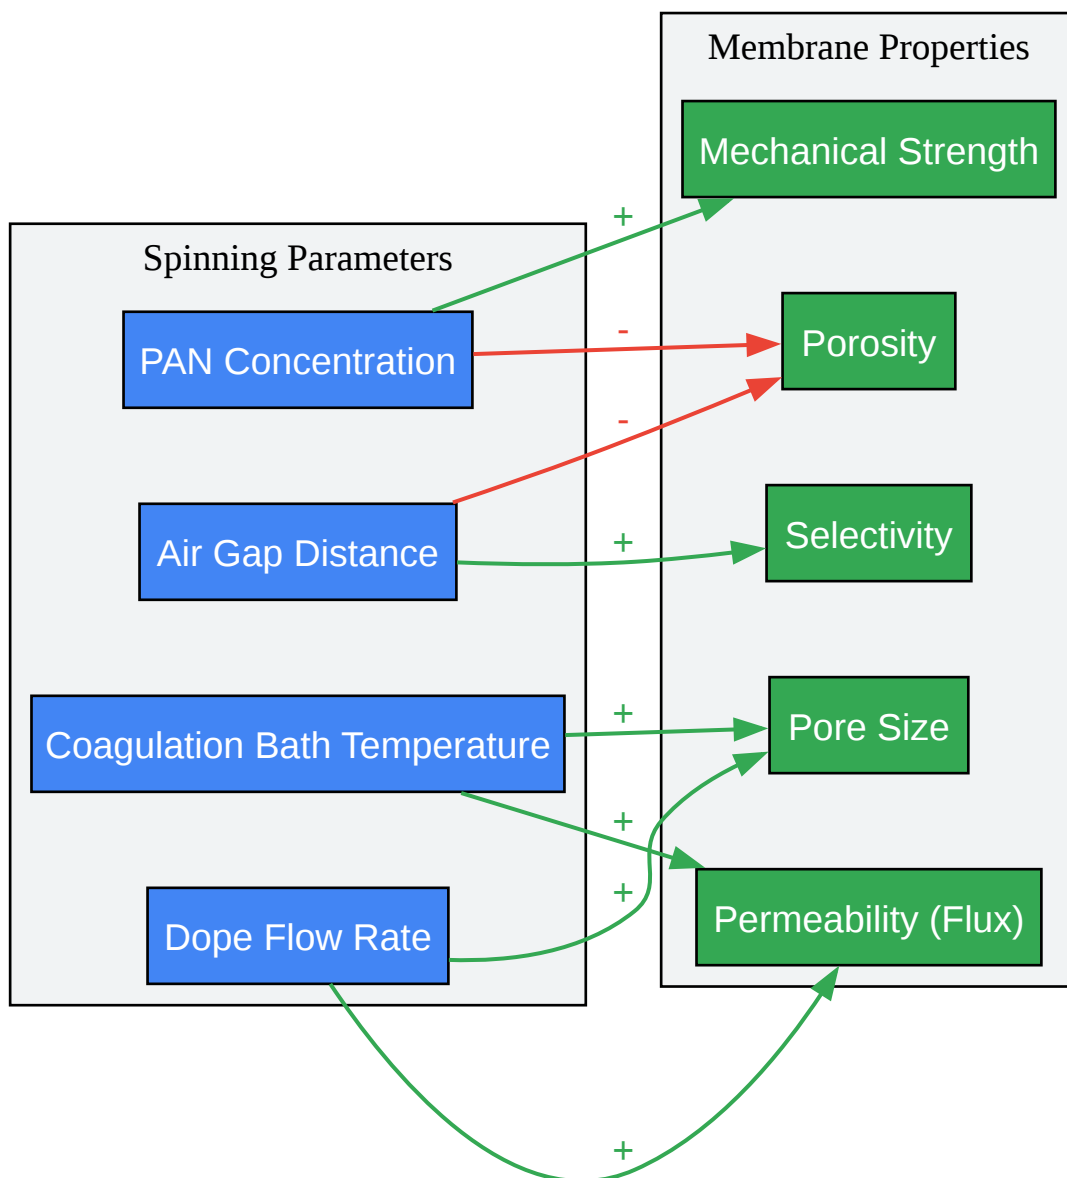 Membrane Properties
Mechanical Strength
+
Spinning Parameters
PAN Concentration
-
Porosity
-
Air Gap Distance
+
Selectivity
Coagulation Bath Temperature
+
Pore Size
+
+
Dope Flow Rate
Permeability (Flux)
+